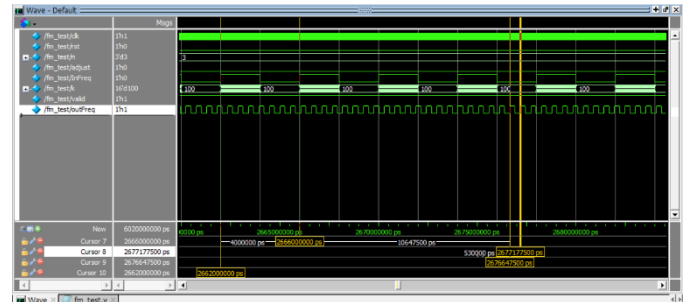 Wave - Default
Msgs
/fm_test/clk 1'h1
/fm_test/rst 1'h0
/fm_test/n 3'd3 3
/fm_test/adjust 1'h0
/fm_test/InFreq 1'h0
/fm_test/k 16'd100 100 100 100 100 100 100
/fm_test/valid 1'h1
/fm_test/outFreq 1'h1
Now 6020000000 ps 0000 ps 2665000000 ps 2670000000 ps 2675000000 ps 2680000000 ps
Cursor 7 2666000000 ps 4000000 ps 2666000000 ps 10647500 ps
Cursor 8 2677177500 ps 530000 ps 2677177500 ps
Cursor 9 2676647500 ps 2676647500 ps
Cursor 10 2662000000 ps 2662000000 ps
Wave fm_test.v